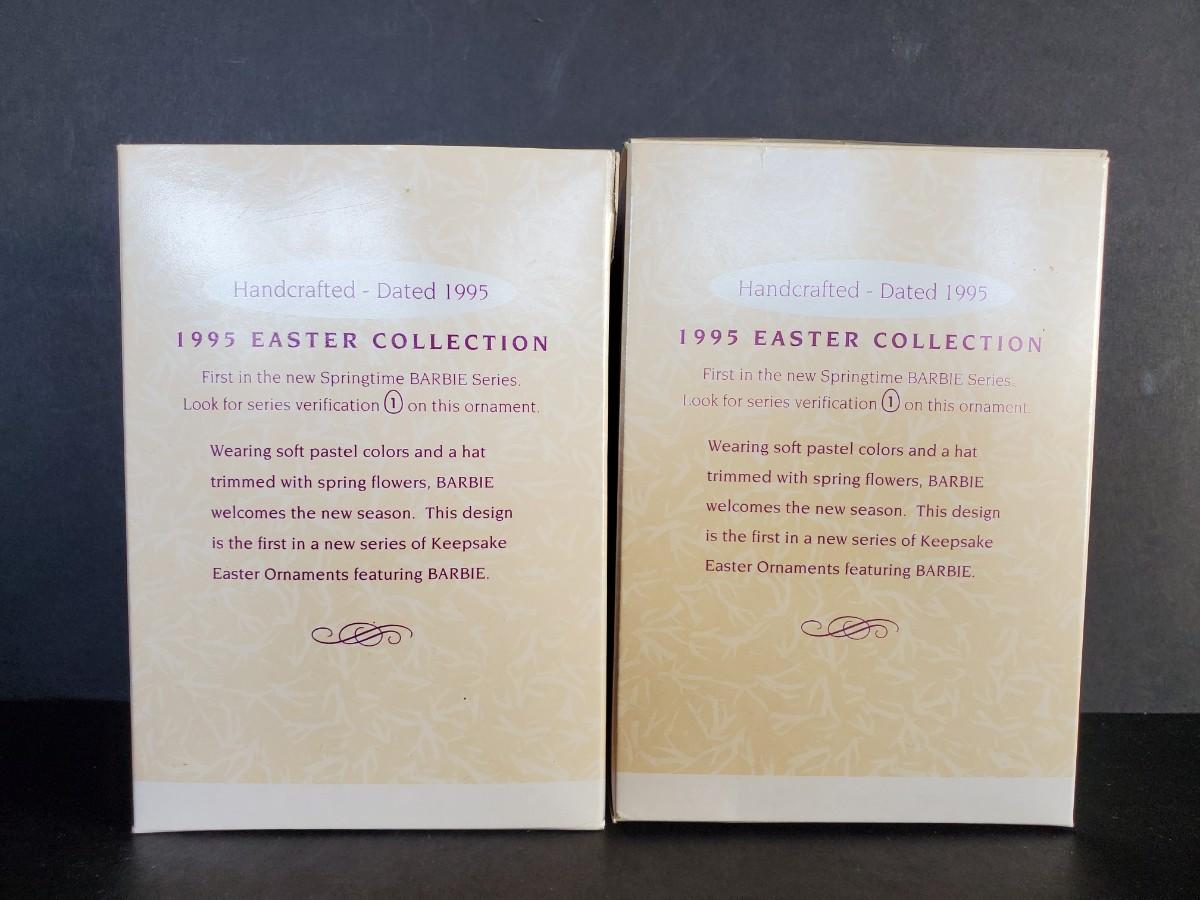 Handcrafted - Dated 1995
1995 EASTER COLLECTION
First in the new Springtime BARBIE Series.
Look for series verification 1 on this ornament.
Wearing soft pastel colors and a hat
trimmed with spring flowers, BARBIE
welcomes the new season. This design
is the first in a new series of Keepsake
Easter Ornaments featuring BARBIE.
Handcrafted - Dated 1995
1995 EASTER COLLECTION
First in the new Springtime BARBIE Series.
Look for series verification 1 on this ornament.
Wearing soft pastel colors and a hat
trimmed with spring flowers, BARBIE
welcomes the new season. This design
is the first in a new series of Keepsake
Easter Ornaments featuring BARBIE.